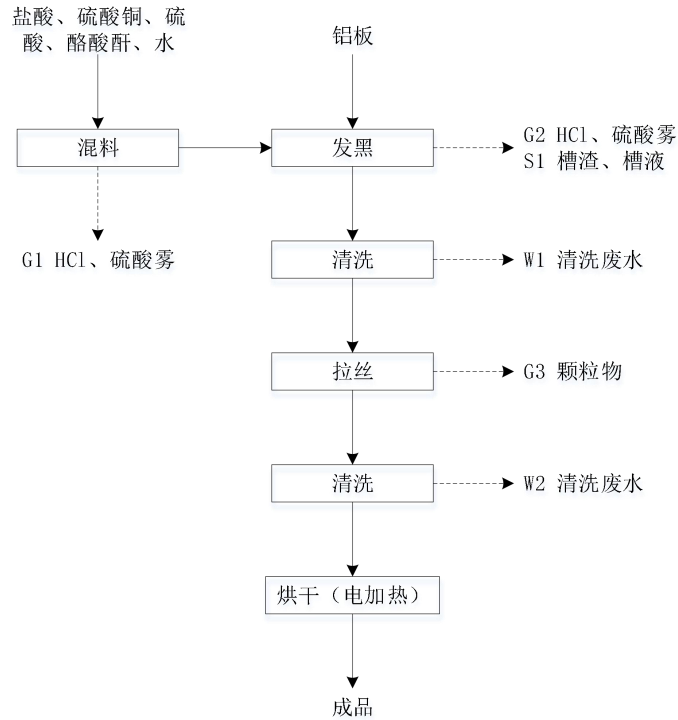 盐酸、硫酸铜、硫
酸、酪酸酐、水
铝板
混料
发黑
G2 HCl、硫酸雾
S1 槽渣、槽液
G1 HCl、硫酸雾
清洗
W1 清洗废水
拉丝
G3 颗粒物
清洗
W2 清洗废水
烘干（电加热）
成品